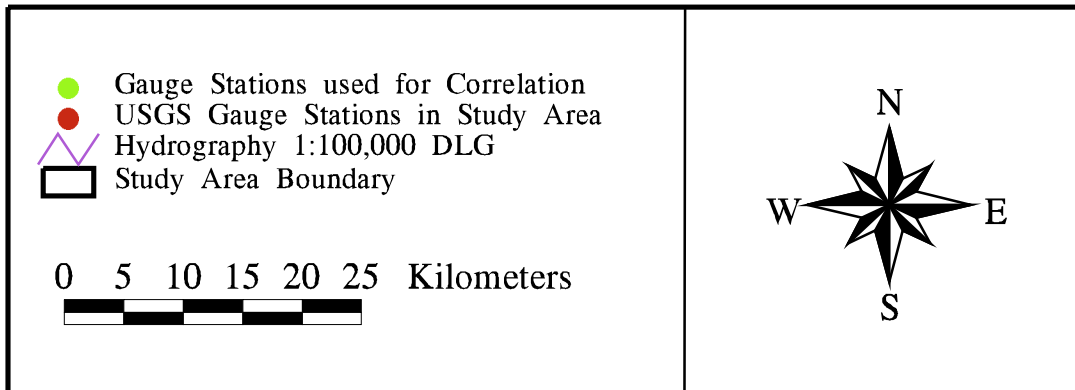 Gauge Stations used for Correlation
USGS Gauge Stations in Study Area
Hydrography 1:100,000 DLG
Study Area Boundary
0 5 10 15 20 25 Kilometers
N
W E
S